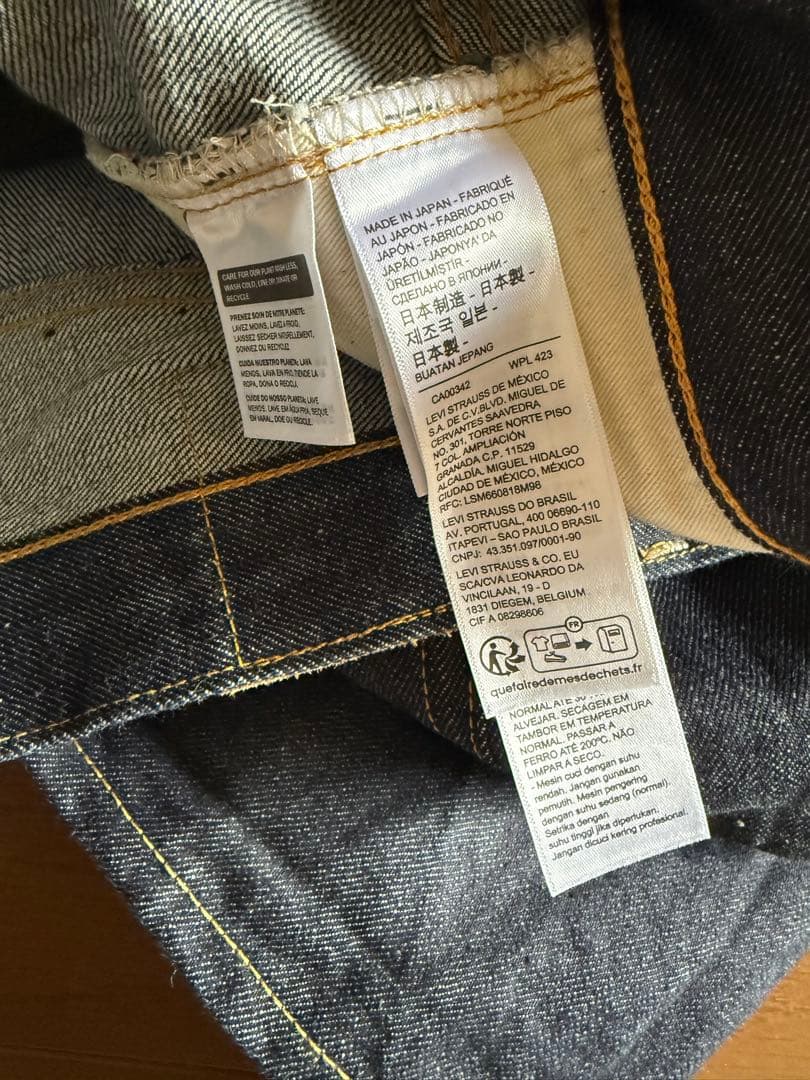 CARE FOR OUR PLANT: WASH LESS,
WASH COLD, LINE DRY, DONATE OR
RECYCLE.
PRENEZ SOIN DE NOTRE PLANÈTE:
LAVEZ MOINS, LAVEZ À FROID,
LAISSEZ SÉCHER NATURELLEMENT,
DONNEZ OU RECYCLEZ
CUIDA NUESTRO PLANETA: LAVA
MENOS, LAVA EN FRÍO, TIENDE LA
ROPA, DONA O RECICLA.
CUIDE DO NOSSO PLANETA: LAVE
MENOS, LAVE EM ÁGUA FRIA, SEQUE
EM VARAL, DOE OU RECICLE.
MADE IN JAPAN - FABRIQUÉ
AU JAPON - FABRICADO EN
JAPÓN - FABRICADO NO
JAPÃO - JAPONYA' DA
ÜRETİLMİSTİR -
СДЕЛАНО В ЯПОНИИ -
日本制造 - 日本製 -
제조국 일본 -
日本製 -
BUATAN JEPANG
CA00342 WPL 423
LEVI STRAUSS DE MÉXICO
S.A. DE C.V.BLVD. MIGUEL DE
CERVANTES SAAVEDRA
NO. 301, TORRE NORTE PISO
7 COL. AMPLIACIÓN
GRANADA C.P. 11529
ALCALDÍA. MIGUEL HIDALGO
CIUDAD DE MÉXICO, MÉXICO
RFC: LSM660818M98
LEVI STRAUSS DO BRASIL
AV. PORTUGAL, 400 06690-110
ITAPEVI – SAO PAULO BRASIL
CNPJ: 43.351.097/0001-90
LEVI STRAUSS & CO. EU
SCA/CVA LEONARDO DA
VINCILAAN, 19 - D
1831 DIEGEM, BELGIUM
CIF A 08298606
FR
quefairedemesdechets.fr
NORMAL ATÉ 30
ALVEJAR. SECAGEM EM
TAMBOR EM TEMPERATURA
NORMAL. PASSAR A
FERRO ATÉ 200ºC. NÃO
LIMPAR A SECO.
- Mesin cuci dengan suhu
rendah. Jangan gunakan
pemutih. Mesin pengering
dengan suhu sedang (normal).
Setrika dengan
suhu tinggi jika diperlukan.
Jangan dicuci kering profesional.